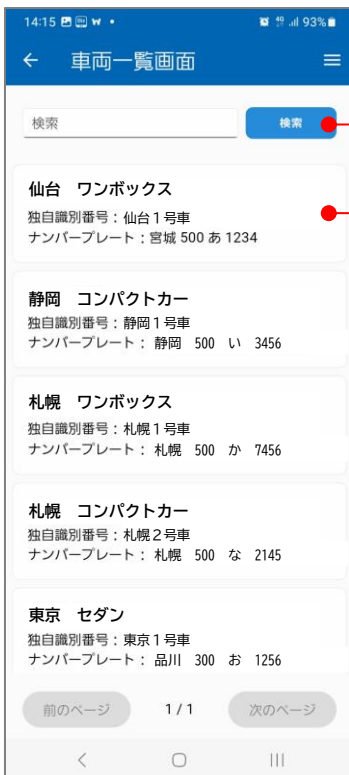 14:15 93%
車両一覧画面
検索 検索
仙台 ワンボックス
独自識別番号：仙台１号車
ナンバープレート：宮城 500 あ 1234
静岡 コンパクトカー
独自識別番号：静岡１号車
ナンバープレート： 静岡 500 い 3456
札幌 ワンボックス
独自識別番号：札幌１号車
ナンバープレート： 札幌 500 か 7456
札幌 コンパクトカー
独自識別番号：札幌２号車
ナンバープレート： 札幌 500 な 2145
東京 セダン
独自識別番号：東京１号車
ナンバープレート： 品川 300 お 1256
前のページ 1 / 1 次のページ